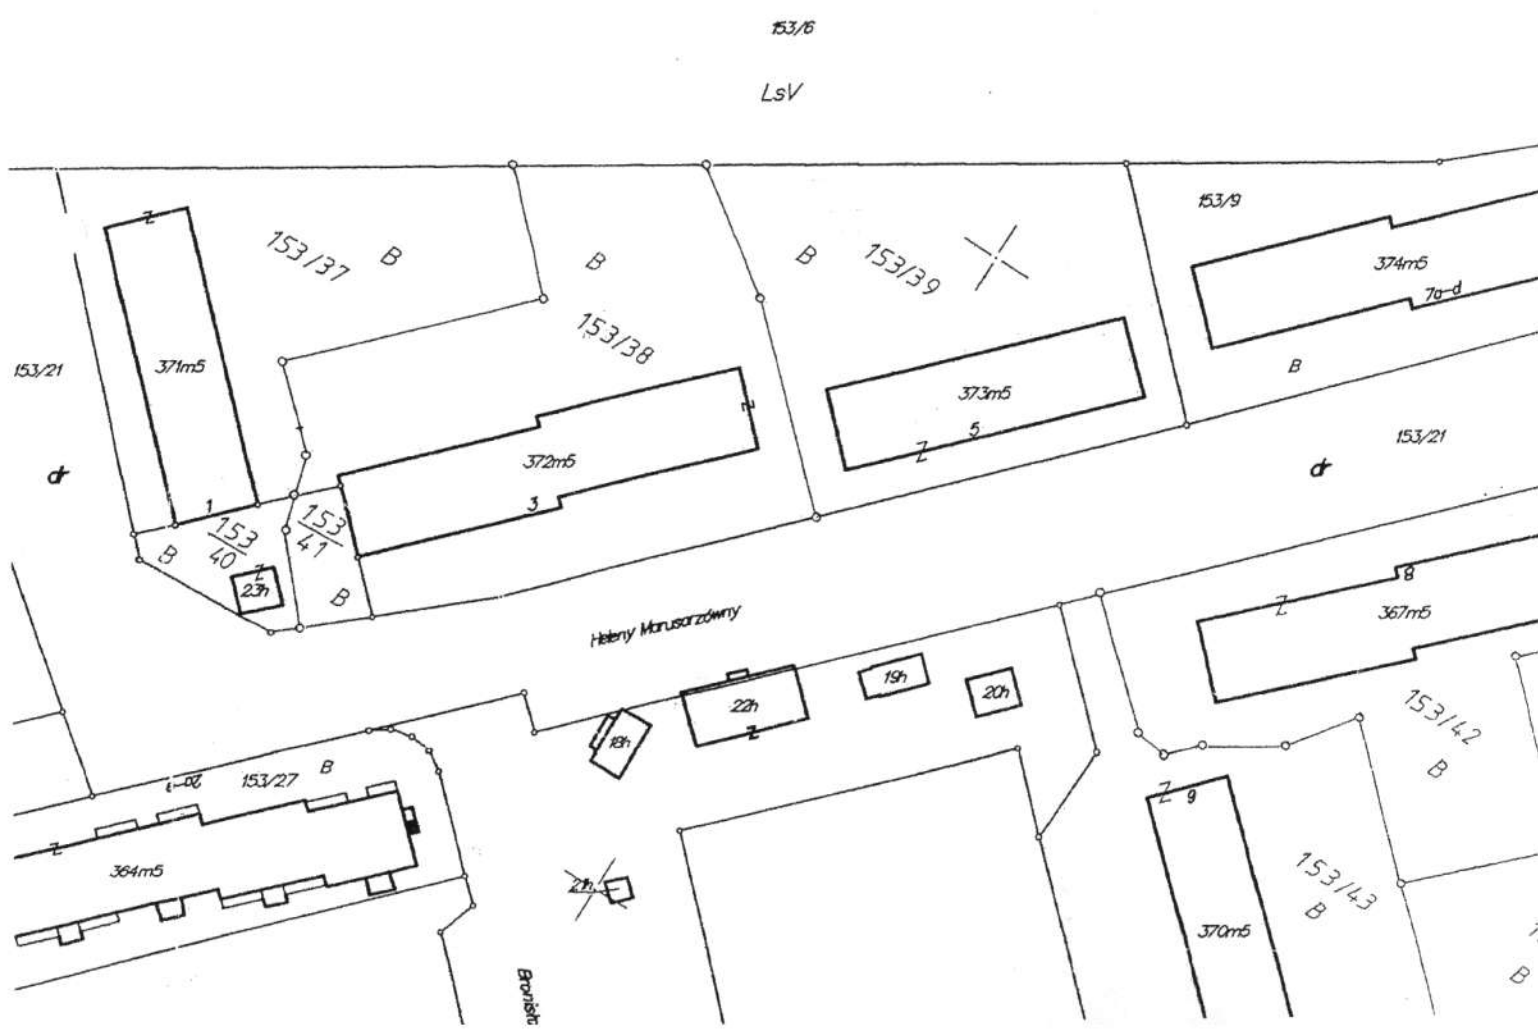 153/6
LsV
153/9
Z
153/37
B
B
B
153/39
374m5
7a-d
153/38
153/21
371m5
B
373m5
Z
5
Z
153/21
372m5
dr
dr
1
3
153
40
153
41
B
Z
23h
B
8
Z
367m5
Heleny Marusarzówny
19h
20h
22h
Z
18h
153/42
B
153/27
B
Z
9
Z
364m5
153/43
B
21h
370m5
B